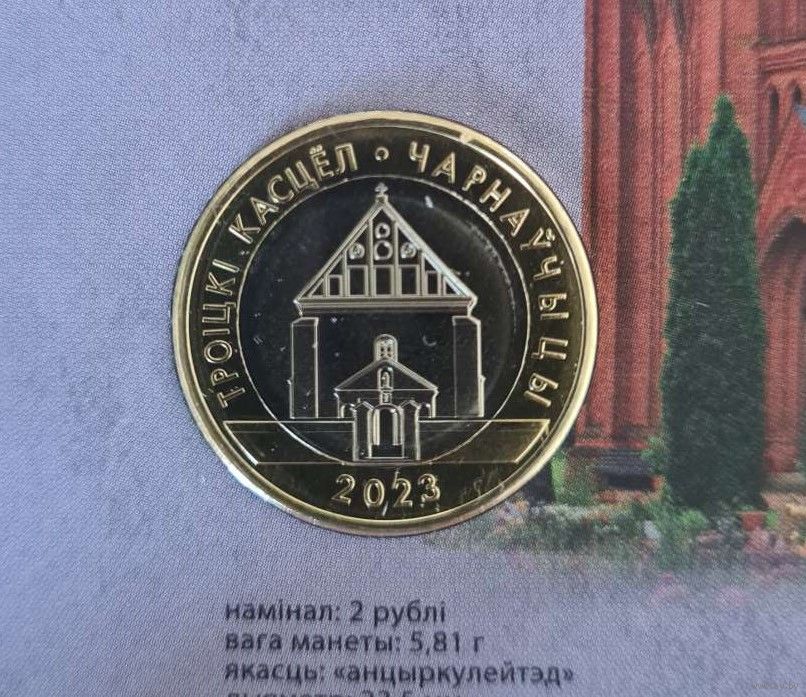 ТРОІЦКІ КАСЦЁЛ • ЧАРНАЎЧЫЦЫ
2023
намінал: 2 рублі
вага манеты: 5,81 г
якасць: «анцыркулейтэд»